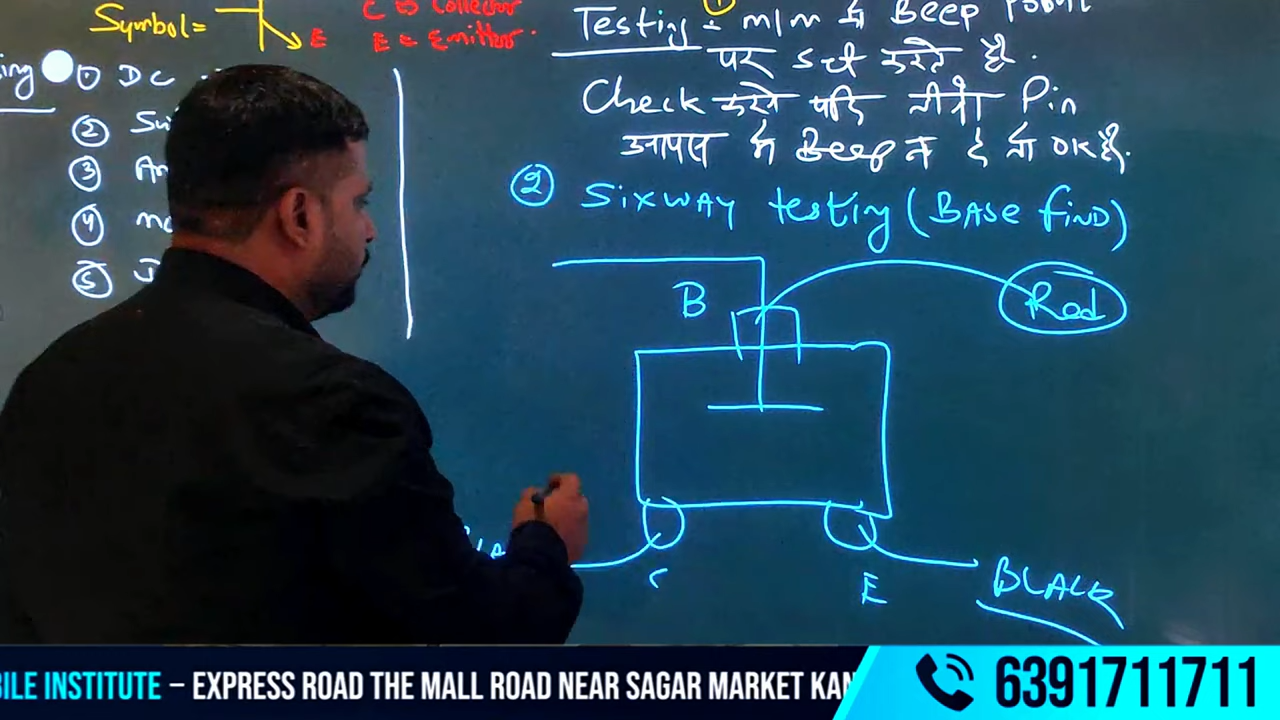 Symbol=
E
C ⇒ Collector
E = Emitter.
① DC
②
③
④
⑤
Testing = ① m/m को Beep Point
पर set करते है.
Check करते यदि तीनो Pin
आपस मे Beep न दे तो OK है.
② Sixway testing (BASE find)
B
Red
C
E
BLACK
BILE INSTITUTE – EXPRESS ROAD THE MALL ROAD NEAR SAGAR MARKET KAN
6391711711